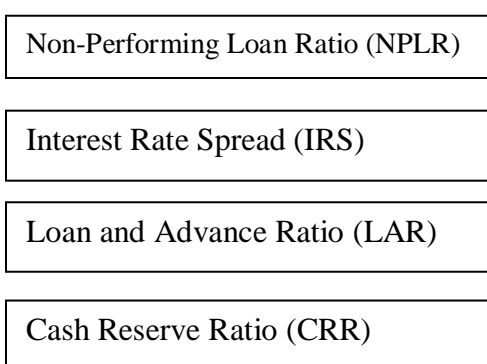 Non-Performing Loan Ratio (NPLR)
Interest Rate Spread (IRS)
Loan and Advance Ratio (LAR)
Cash Reserve Ratio (CRR)